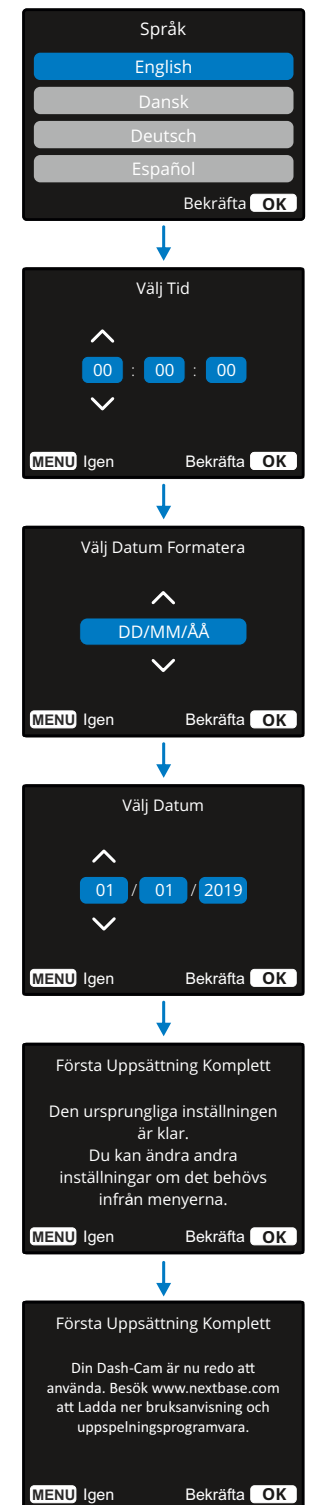 Språk
English
Dansk
Deutsch
Español
Bekräfta OK
Välj Tid
00 : 00 : 00
MENU Igen Bekräfta OK
Välj Datum Formatera
DD/MM/ÅÅ
MENU Igen Bekräfta OK
Välj Datum
01 / 01 / 2019
MENU Igen Bekräfta OK
Första Uppsättning Komplett
Den ursprungliga inställningen
är klar.
Du kan ändra andra
inställningar om det behövs
infrån menyerna.
MENU Igen Bekräfta OK
Första Uppsättning Komplett
Din Dash-Cam är nu redo att
använda. Besök www.nextbase.com
att Ladda ner bruksanvisning och
uppspelningsprogramvara.
MENU Igen Bekräfta OK